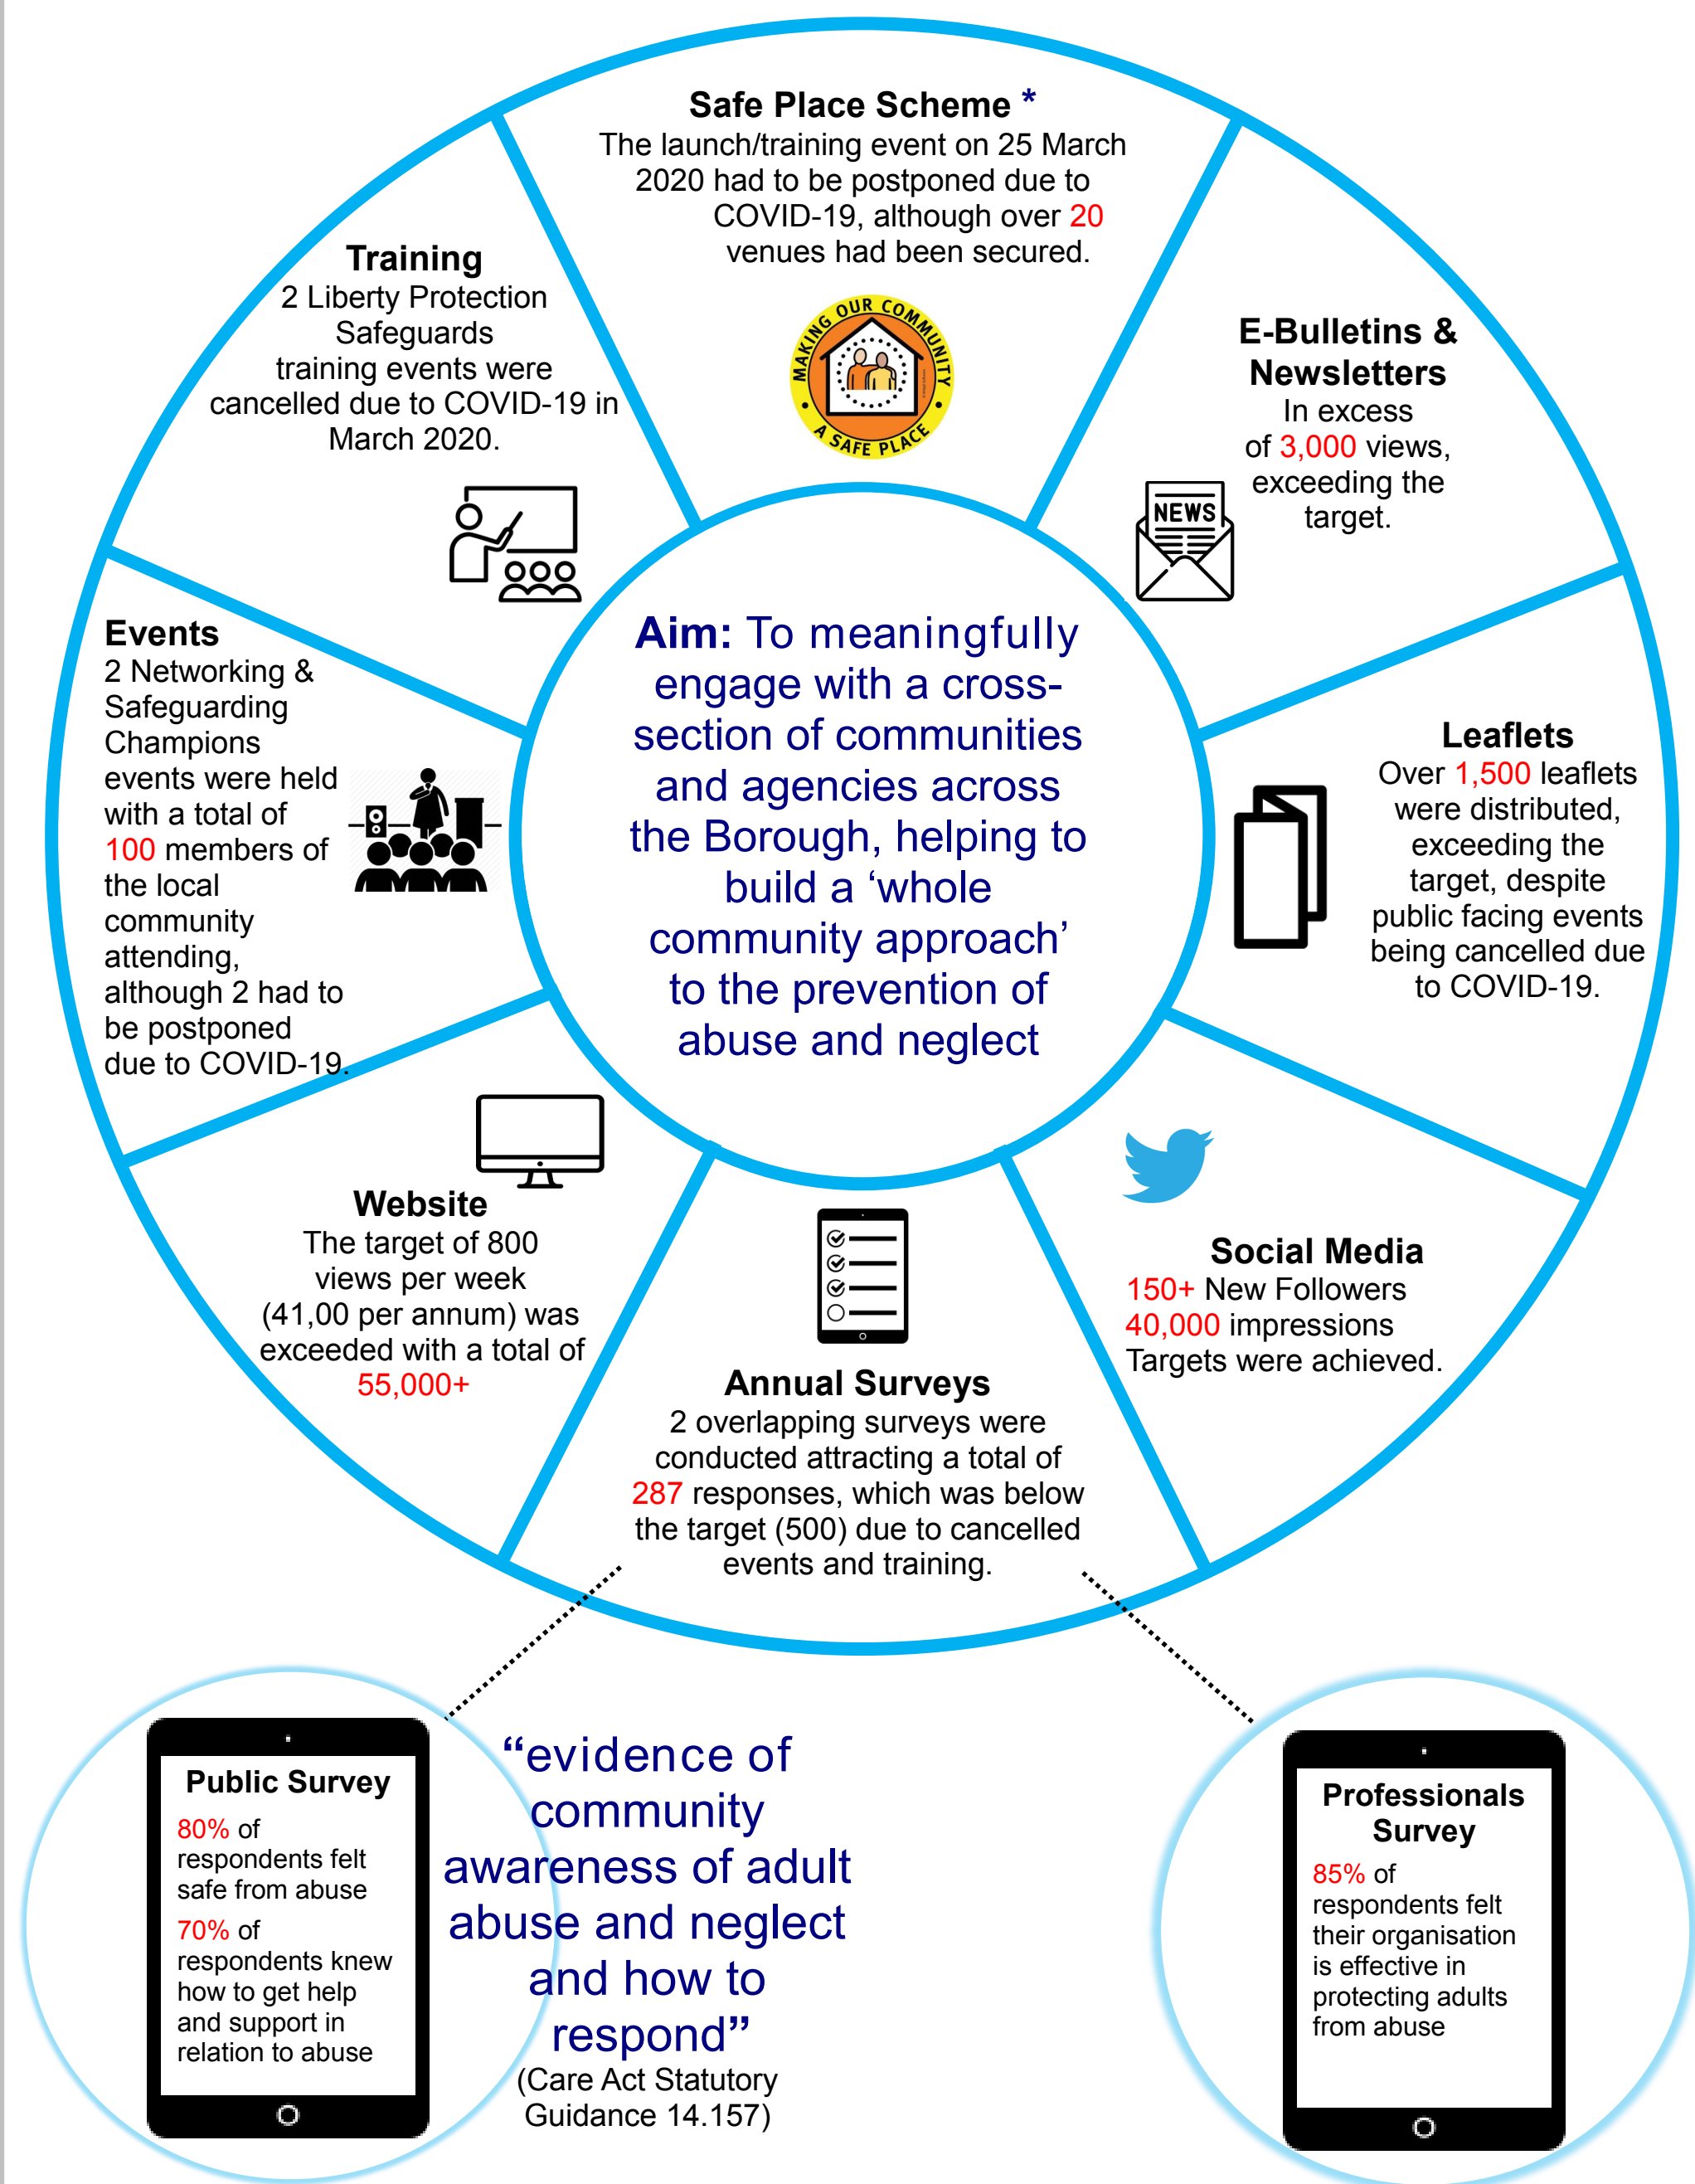 Safe Place Scheme *
The launch/training event on 25 March
2020 had to be postponed due to
COVID-19, although over 20
venues had been secured.
MAKING OUR COMMUNITY
• A SAFE PLACE •
Training
2 Liberty Protection
Safeguards
training events were
cancelled due to COVID-19 in
March 2020.
E-Bulletins &
Newsletters
In excess
of 3,000 views,
exceeding the
target.
NEWS
Events
2 Networking &
Safeguarding
Champions
events were held
with a total of
100 members of
the local
community
attending,
although 2 had to
be postponed
due to COVID-19.
Aim: To meaningfully
engage with a cross-
section of communities
and agencies across
the Borough, helping to
build a ‘whole
community approach’
to the prevention of
abuse and neglect
Leaflets
Over 1,500 leaflets
were distributed,
exceeding the
target, despite
public facing events
being cancelled due
to COVID-19.
Website
The target of 800
views per week
(41,00 per annum) was
exceeded with a total of
55,000+
Annual Surveys
2 overlapping surveys were
conducted attracting a total of
287 responses, which was below
the target (500) due to cancelled
events and training.
Social Media
150+ New Followers
40,000 impressions
Targets were achieved.
Public Survey
80% of
respondents felt
safe from abuse
70% of
respondents knew
how to get help
and support in
relation to abuse
“evidence of
community
awareness of adult
abuse and neglect
and how to
respond”
(Care Act Statutory
Guidance 14.157)
Professionals
Survey
85% of
respondents felt
their organisation
is effective in
protecting adults
from abuse